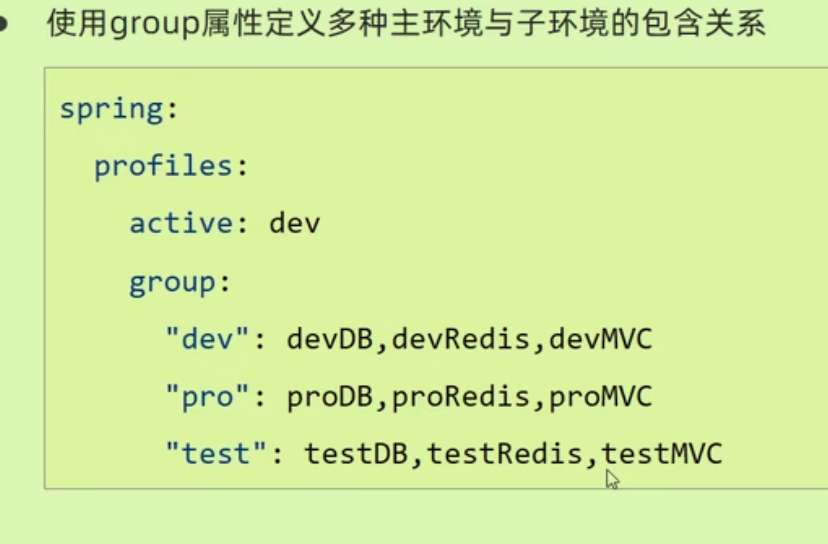 使用group属性定义多种主环境与子环境的包含关系
spring:
  profiles:
    active: dev
    group:
      "dev": devDB,devRedis,devMVC
      "pro": proDB,proRedis,proMVC
      "test": testDB,testRedis,testMVC